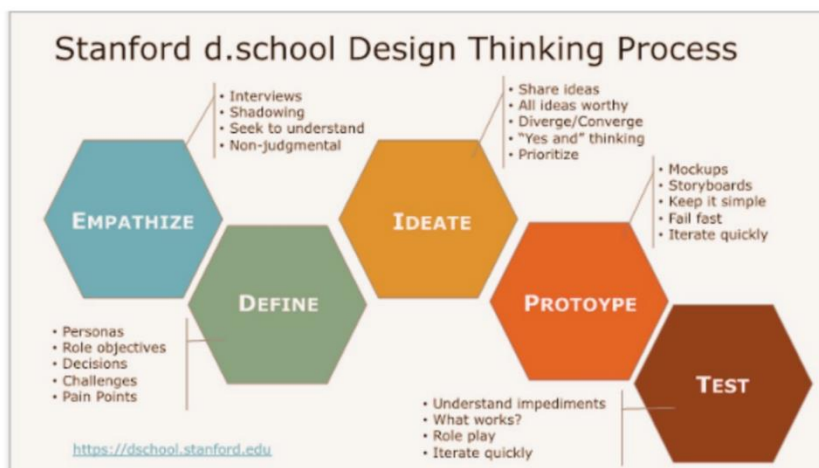 Stanford d.school Design Thinking Process
• Interviews
• Shadowing
• Seek to understand
• Non-judgmental
EMPATHIZE
• Personas
• Role objectives
• Decisions
• Challenges
• Pain Points
DEFINE
• Share ideas
• All ideas worthy
• Diverge/Converge
• "Yes and" thinking
• Prioritize
IDEATE
• Mockups
• Storyboards
• Keep it simple
• Fail fast
• Iterate quickly
PROTOYPE
• Understand impediments
• What works?
• Role play
• Iterate quickly
TEST
https://dschool.stanford.edu